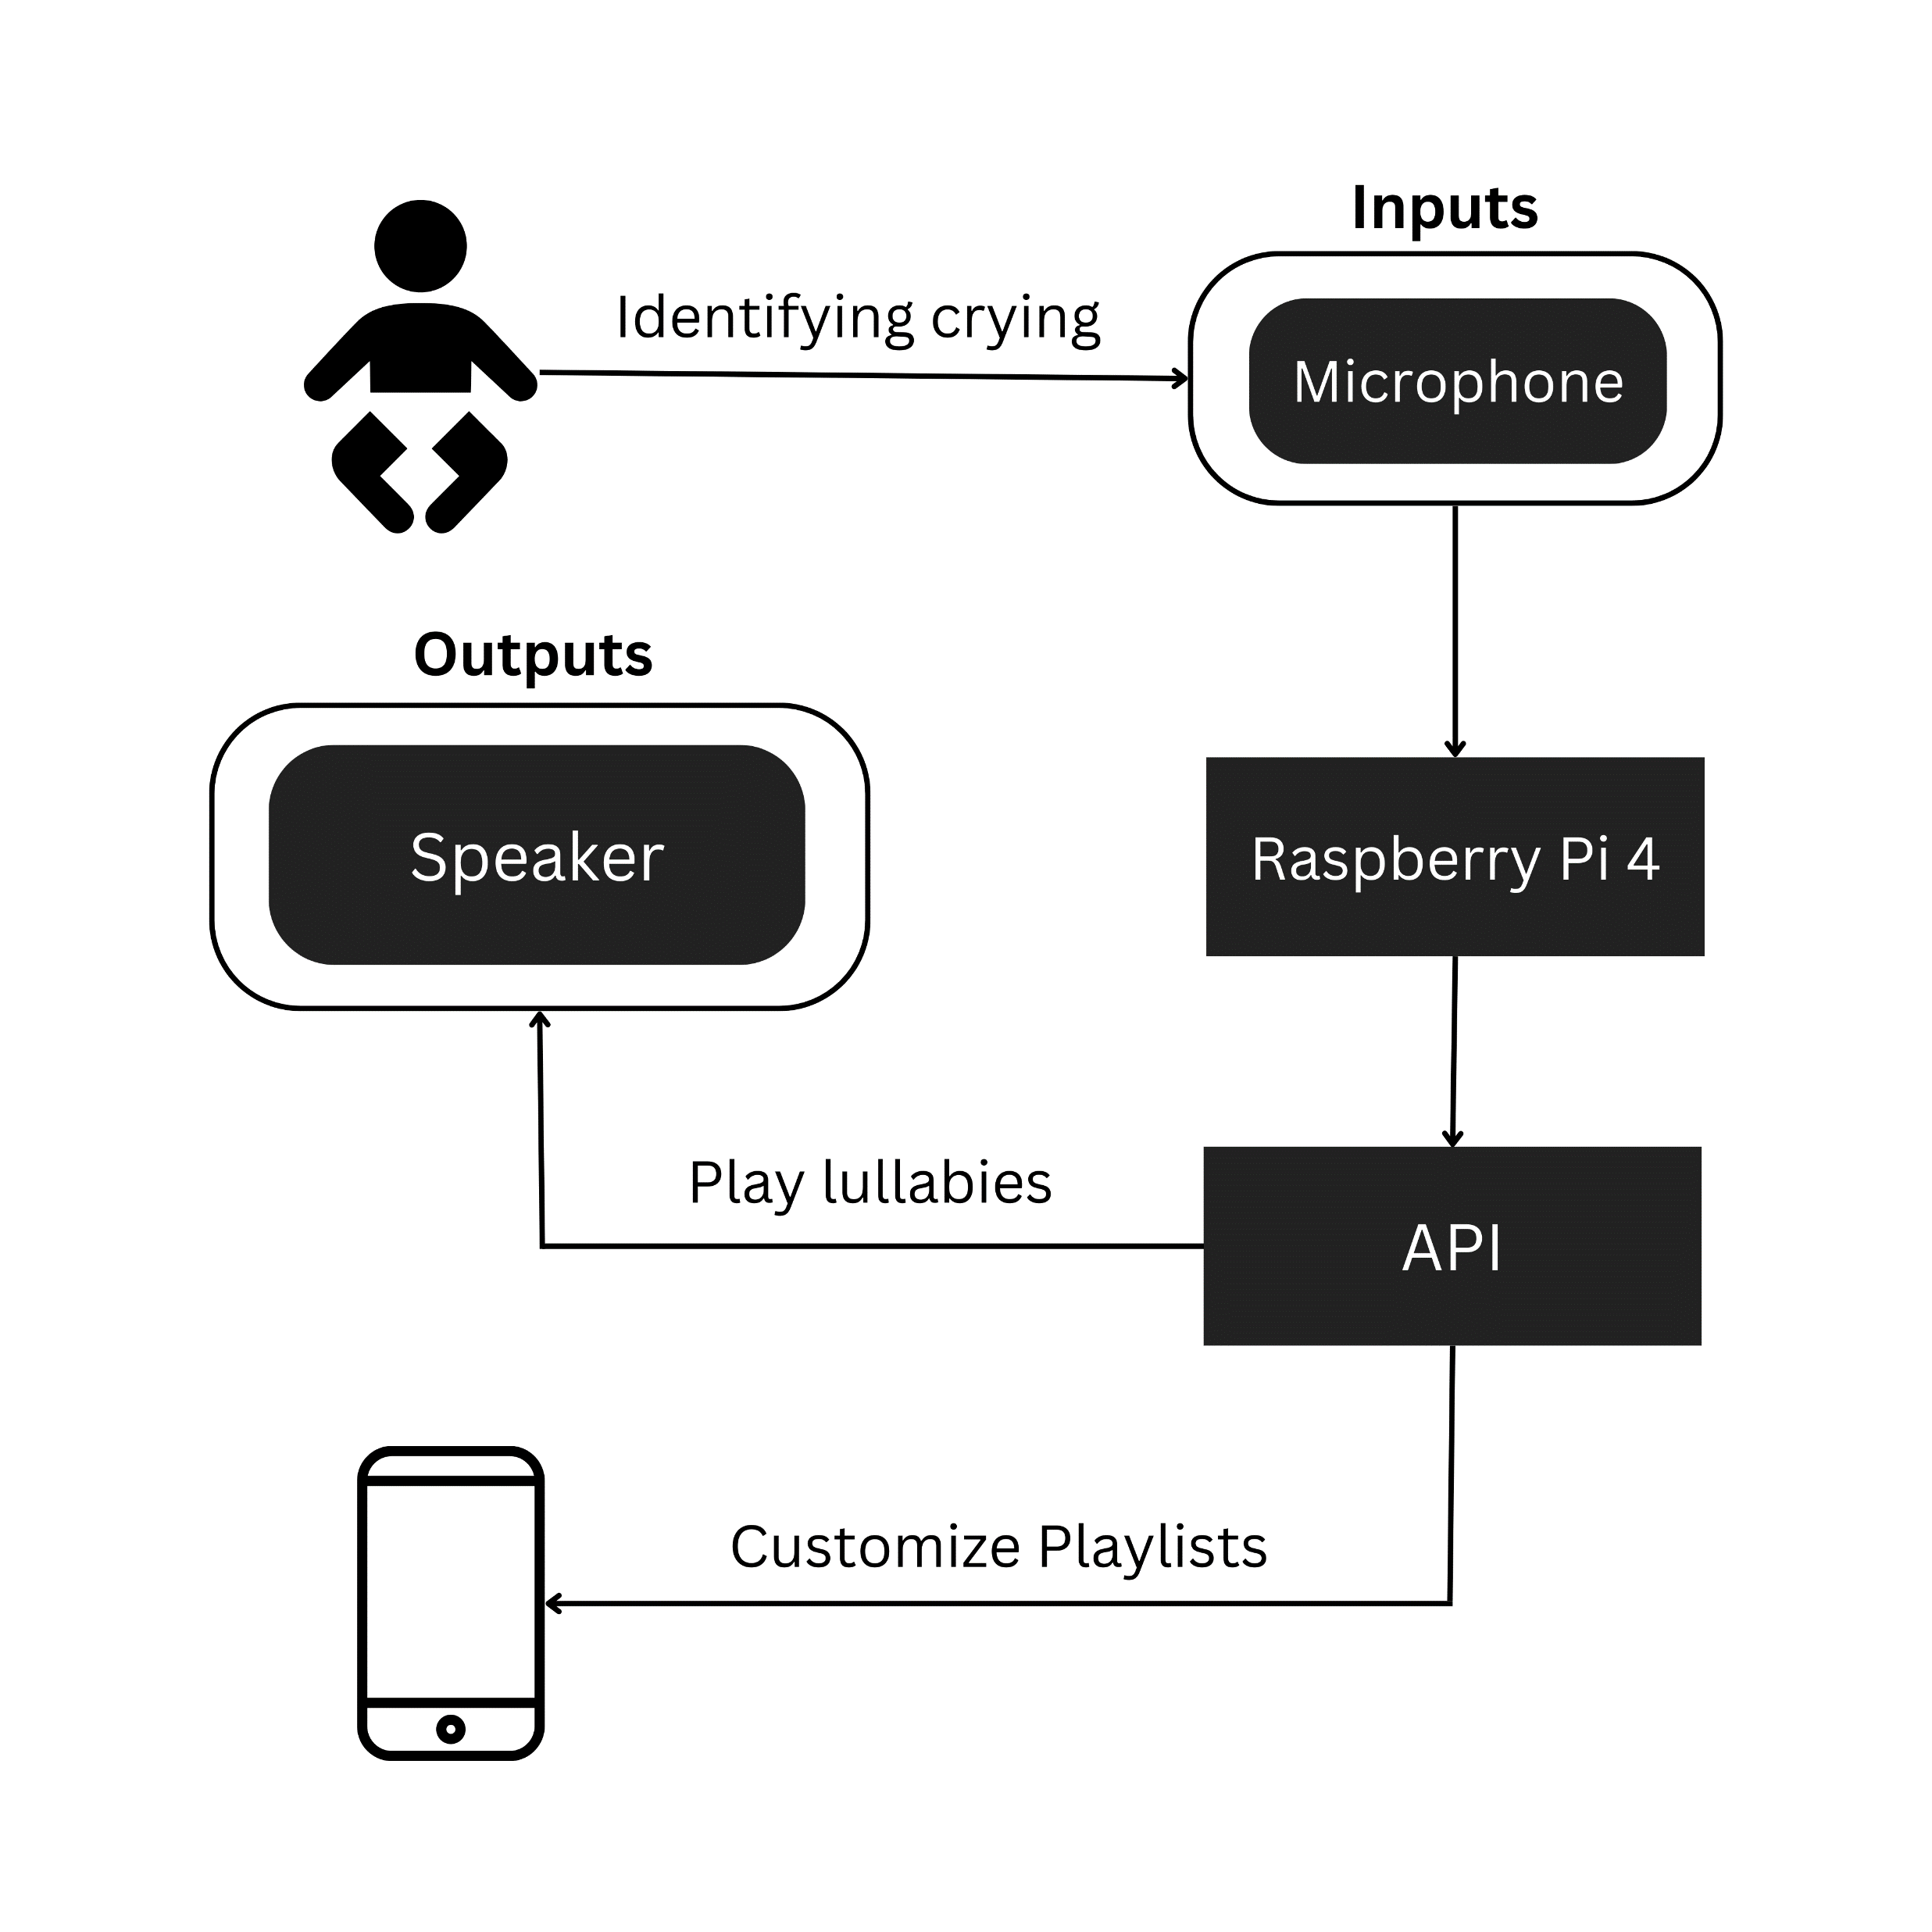 Inputs
Identifying crying
Microphone
Outputs
Speaker
Raspberry Pi 4
Play lullabies
API
Customize Playlists